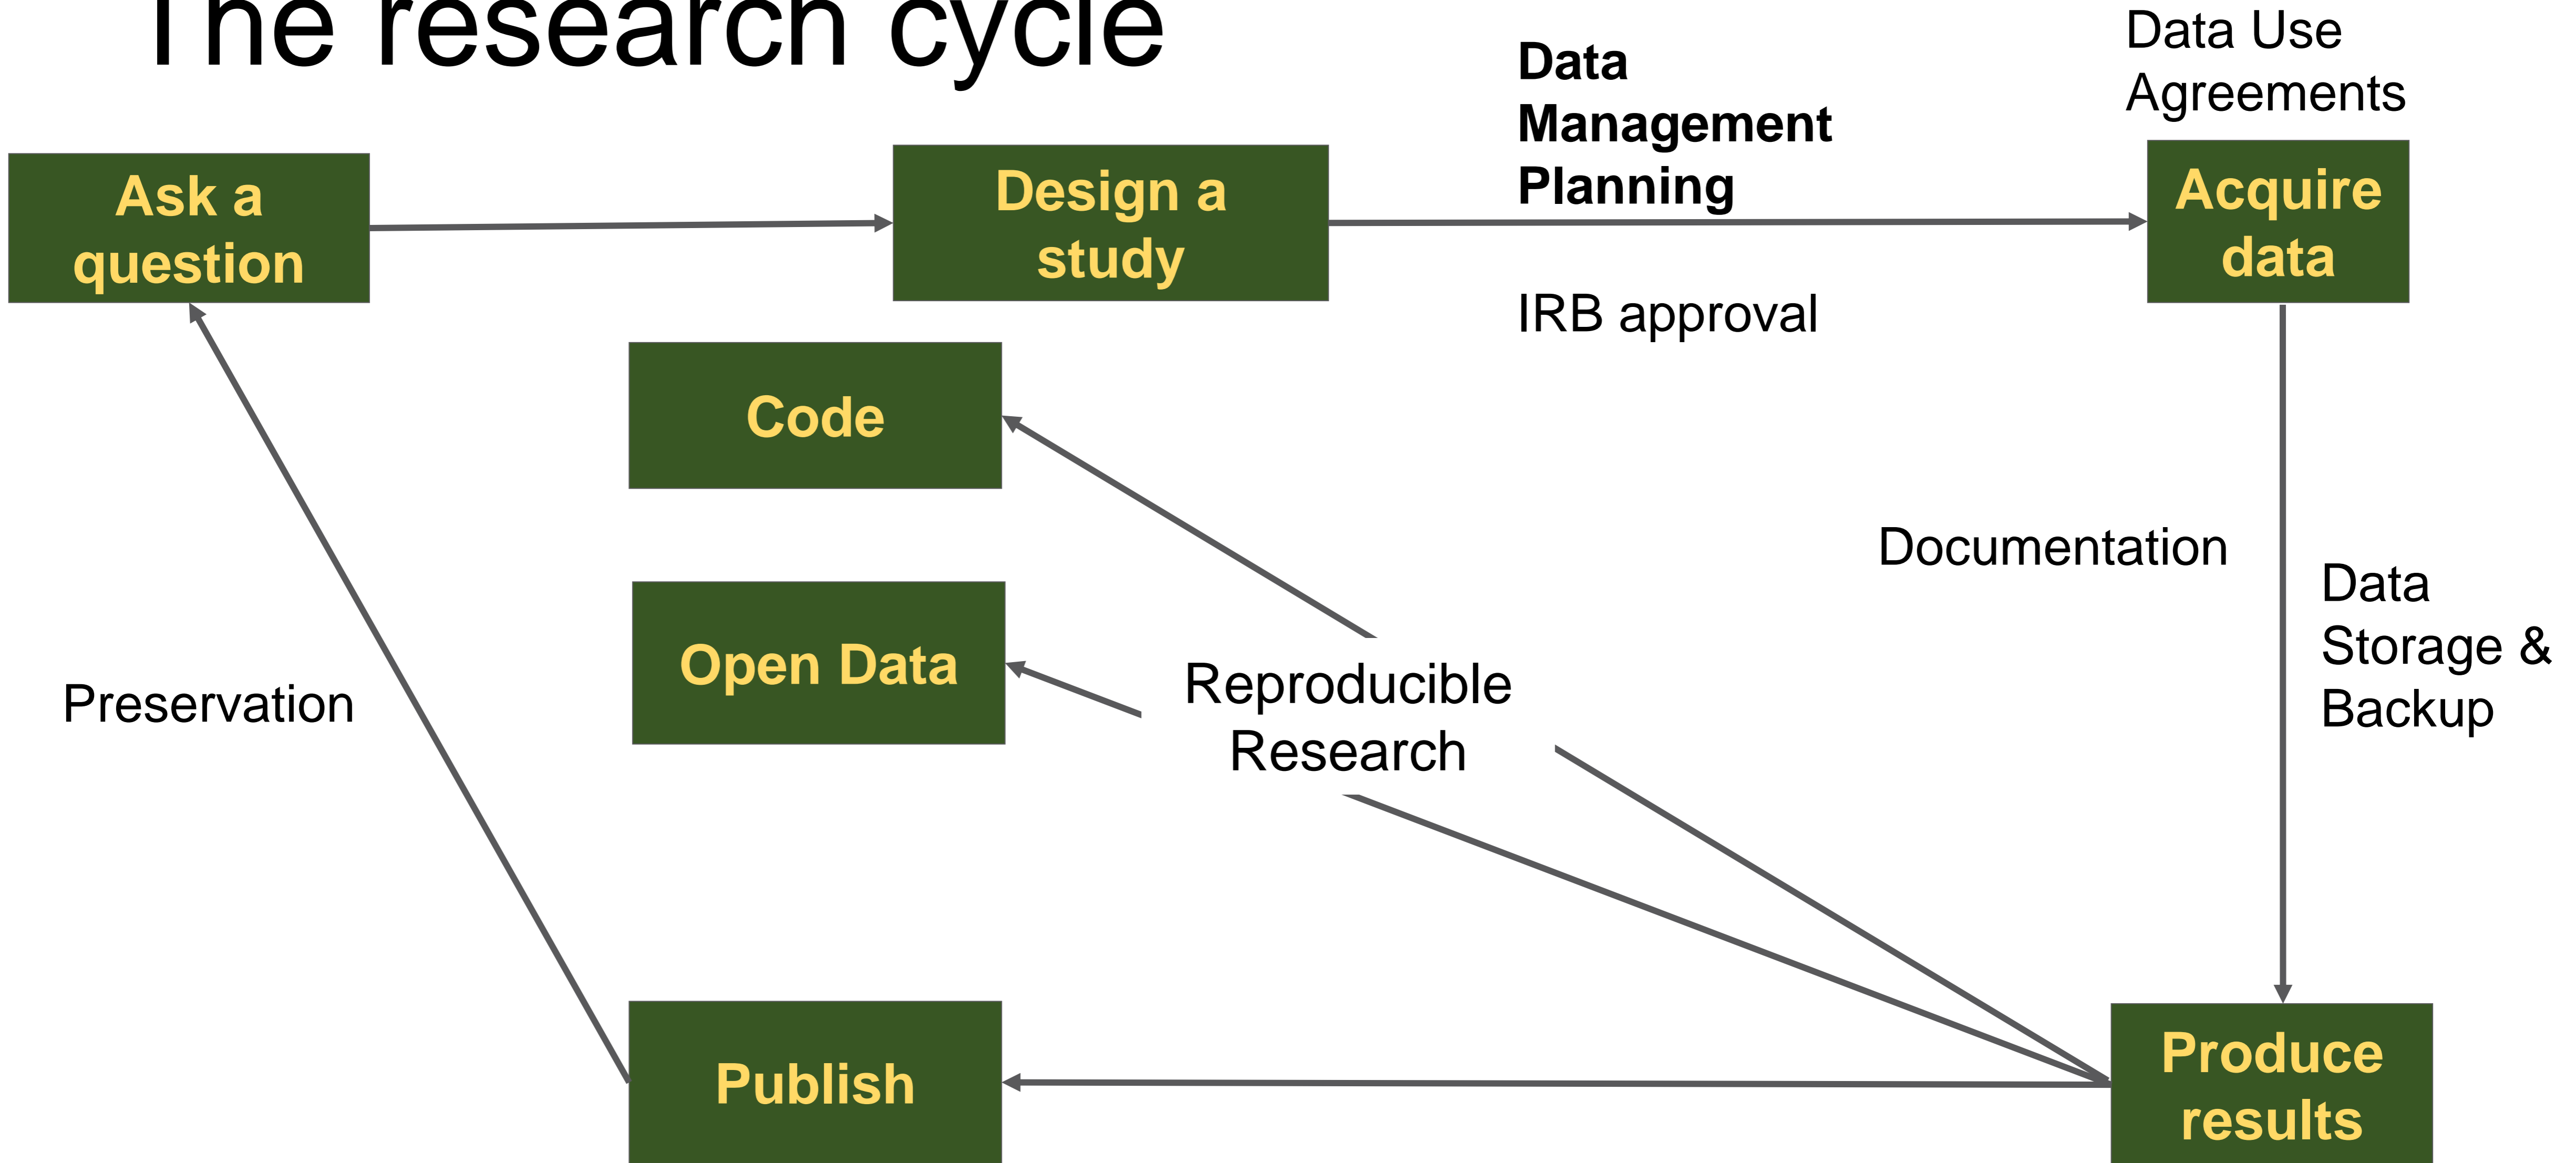 The research cycle
Data Use
Agreements
Data
Management
Planning
Ask a
question
Design a
study
Acquire
data
IRB approval
Code
Documentation
Data
Storage &
Backup
Open Data
Reproducible
Research
Preservation
Publish
Produce
results